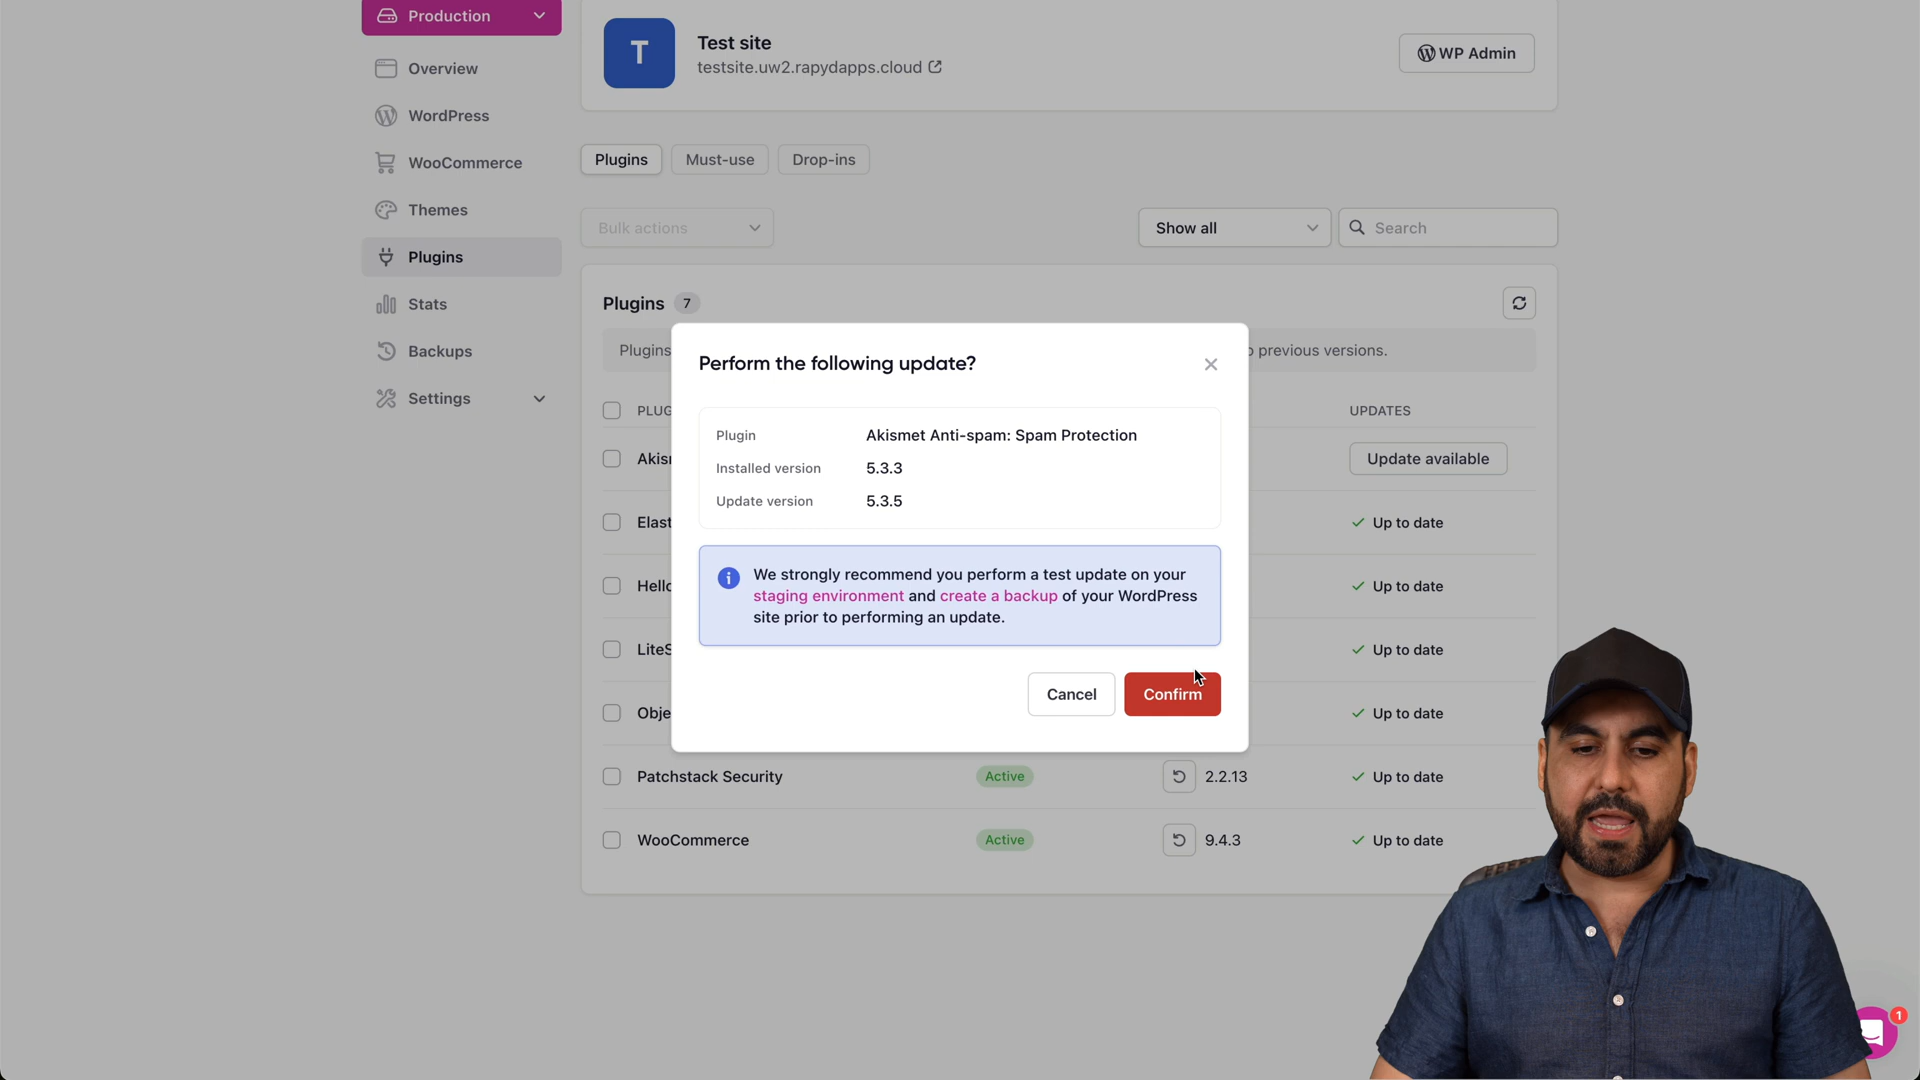 Production
Test site
T
testsite.uw2.rapydapps.cloud
WP Admin
Overview
WordPress
WooCommerce
Themes
Plugins
Stats
Backups
Settings
Plugins
Must-use
Drop-ins
Bulk actions
Show all
Search
Plugins 7
Plugins
previous versions.
PLUG
UPDATES
Akis
Update available
Elast
Up to date
Hello
Up to date
LiteS
Up to date
Obje
Up to date
Patchstack Security Active 2.2.13 Up to date
WooCommerce Active 9.4.3 Up to date
Perform the following update?
Plugin Akismet Anti-spam: Spam Protection
Installed version 5.3.3
Update version 5.3.5
We strongly recommend you perform a test update on your
staging environment and create a backup of your WordPress
site prior to performing an update.
Cancel
Confirm
1